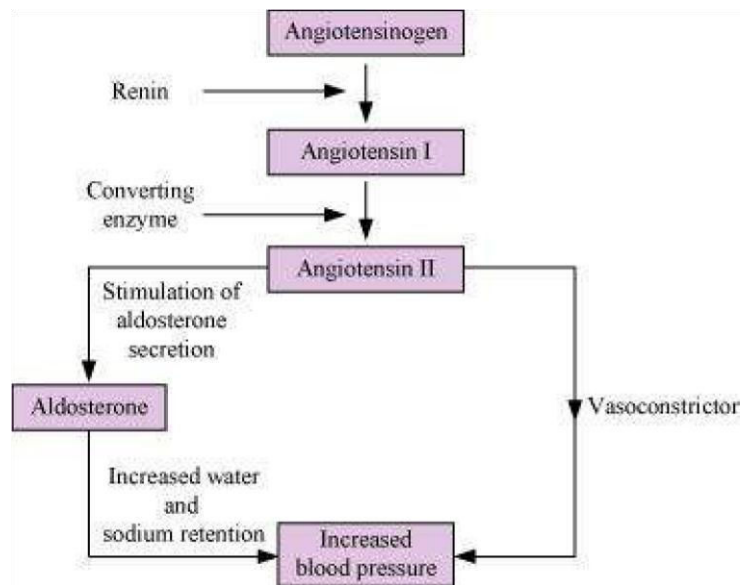 Angiotensinogen
Renin
Angiotensin I
Converting
enzyme
Angiotensin II
Stimulation of
aldosterone
secretion
Aldosterone
Vasoconstrictor
Increased water
and
sodium retention
Increased
blood pressure